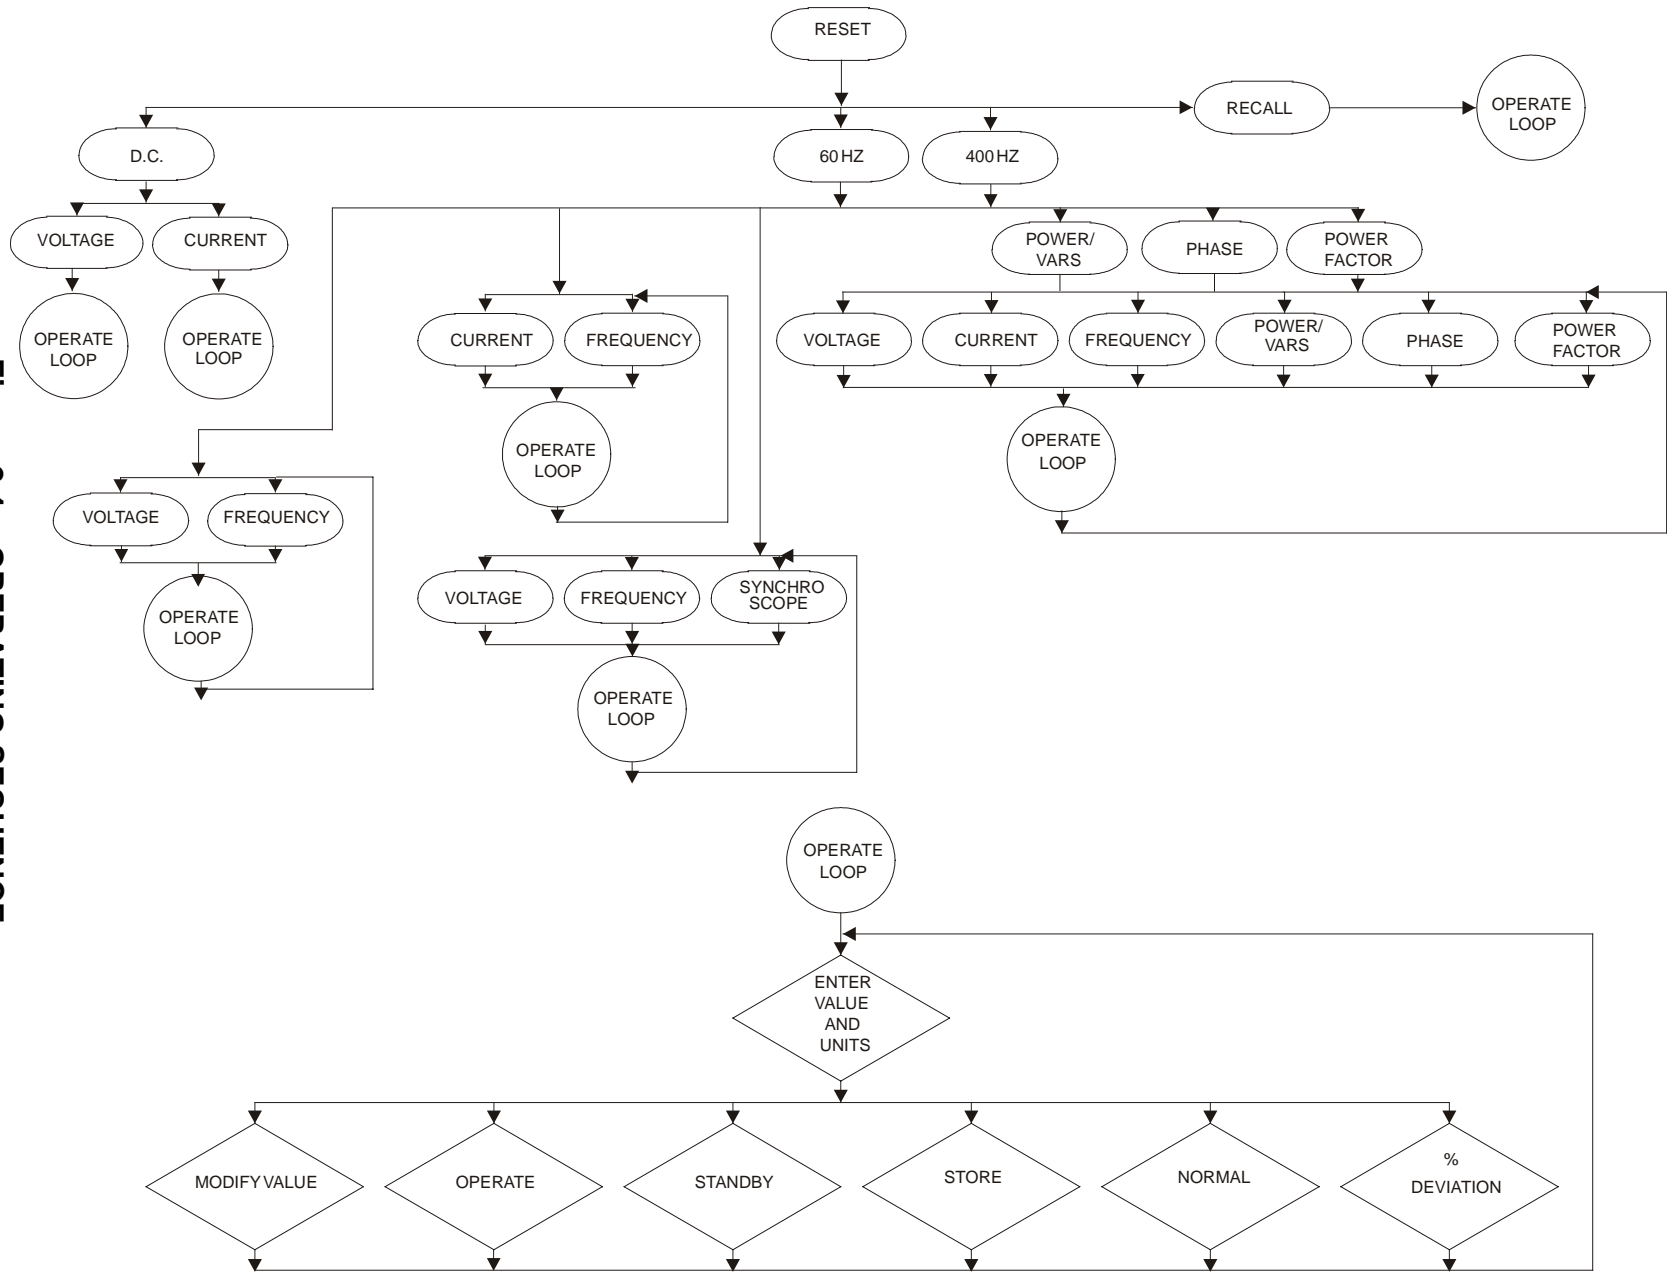 RESET
RECALL
OPERATE
LOOP
D.C.
60 HZ
400 HZ
VOLTAGE
CURRENT
POWER/
VARS
PHASE
POWER
FACTOR
OPERATE
LOOP
OPERATE
LOOP
CURRENT
FREQUENCY
VOLTAGE
CURRENT
FREQUENCY
POWER/
VARS
PHASE
POWER
FACTOR
OPERATE
LOOP
OPERATE
LOOP
VOLTAGE
FREQUENCY
OPERATE
LOOP
VOLTAGE
FREQUENCY
SYNCHRO
SCOPE
OPERATE
LOOP
OPERATE
LOOP
ENTER
VALUE
AND
UNITS
MODIFY VALUE
OPERATE
STANDBY
STORE
NORMAL
%
DEVIATION